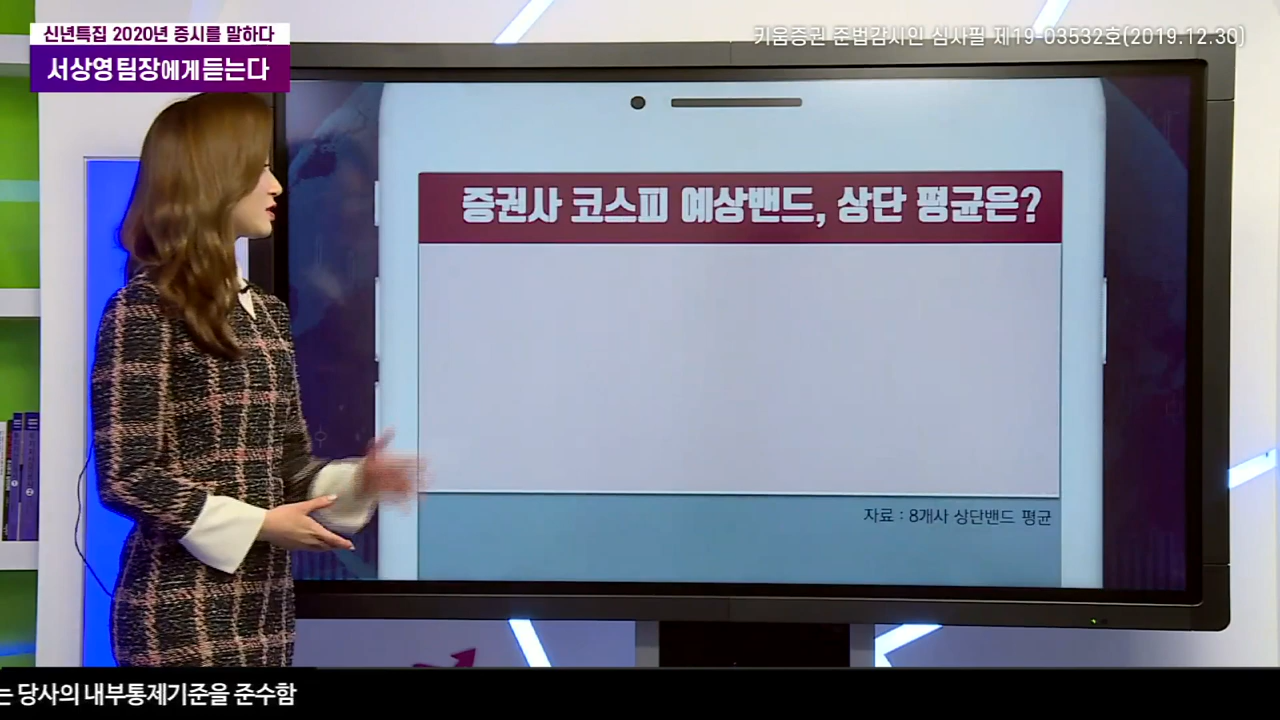 신년특집 2020년 증시를 말하다
서상영팀장에게듣는다
키움증권 준법감시인 심사필 제19-03532호(2019.12.30)
증권사 코스피 예상밴드, 상단 평균은?
자료 : 8개사 상단밴드 평균
는 당사의 내부통제기준을 준수함